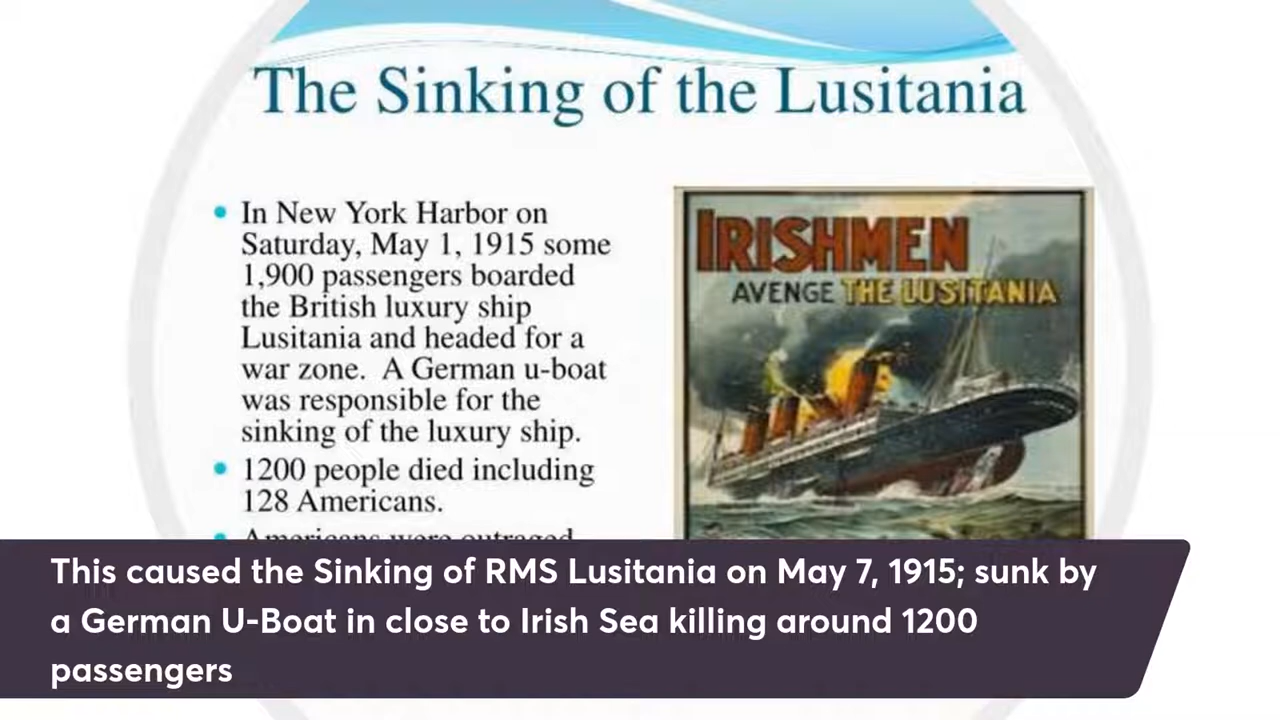 The Sinking of the Lusitania
In New York Harbor on
Saturday, May 1, 1915 some
1,900 passengers boarded
the British luxury ship
Lusitania and headed for a
war zone. A German u-boat
was responsible for the
sinking of the luxury ship.
1200 people died including
128 Americans.
Americans were outraged
IRISHMEN
AVENGE THE LUSITANIA
This caused the Sinking of RMS Lusitania on May 7, 1915; sunk by
a German U-Boat in close to Irish Sea killing around 1200
passengers